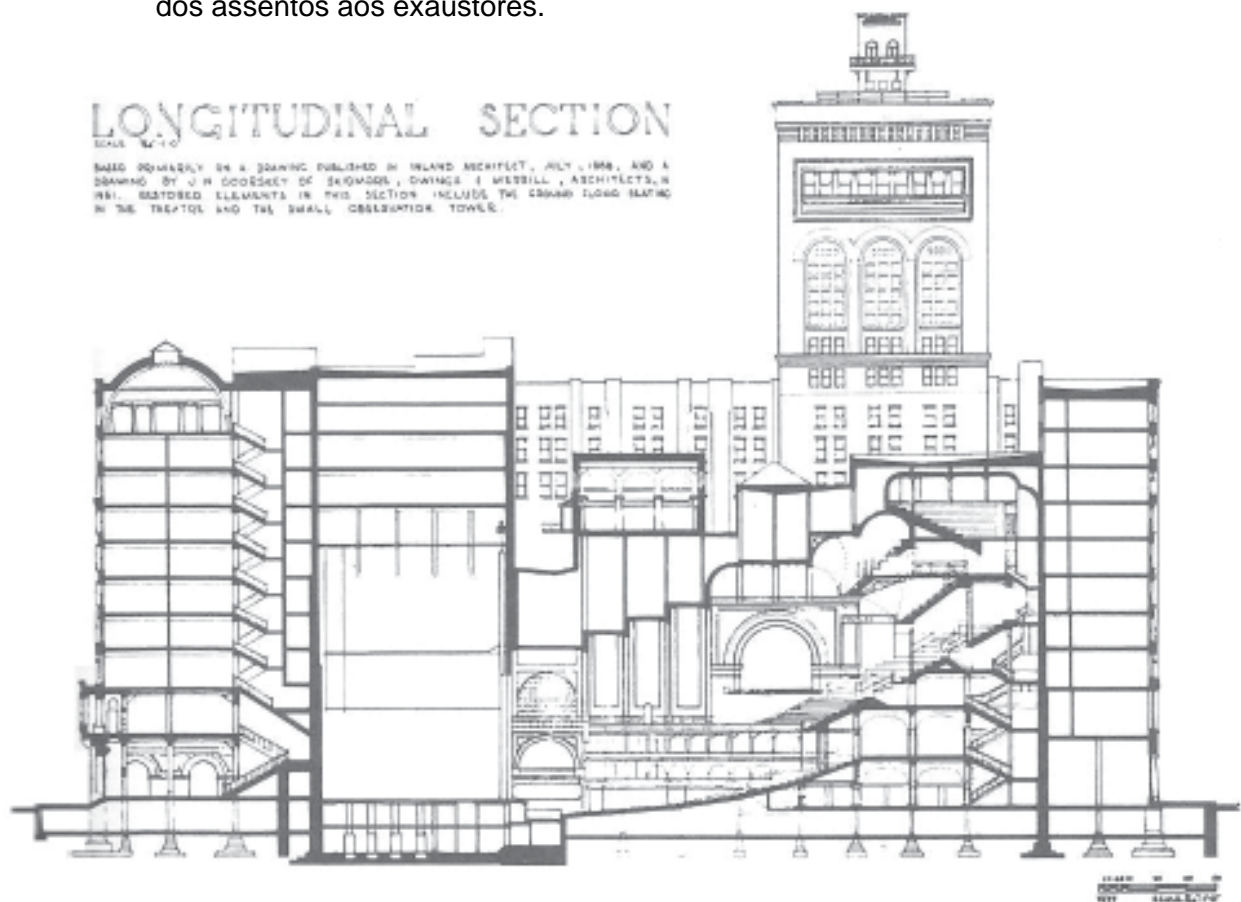 dos assentos aos exaustores.
LONGITUDINAL SECTION
SCALE
BASED PRIMARILY ON A DRAWING PUBLISHED IN INLAND ARCHITECT, JULY, 1888, AND A
DRAWING BY J N OF SKIDMORE, OWINGS & MERRILL, ARCHITECTS, IN
RESTORED ELEMENTS IN THIS SECTION INCLUDE THE GROUND FLOOR SEATING
IN THE THEATRE AND THE SMALL OBSERVATION TOWER.